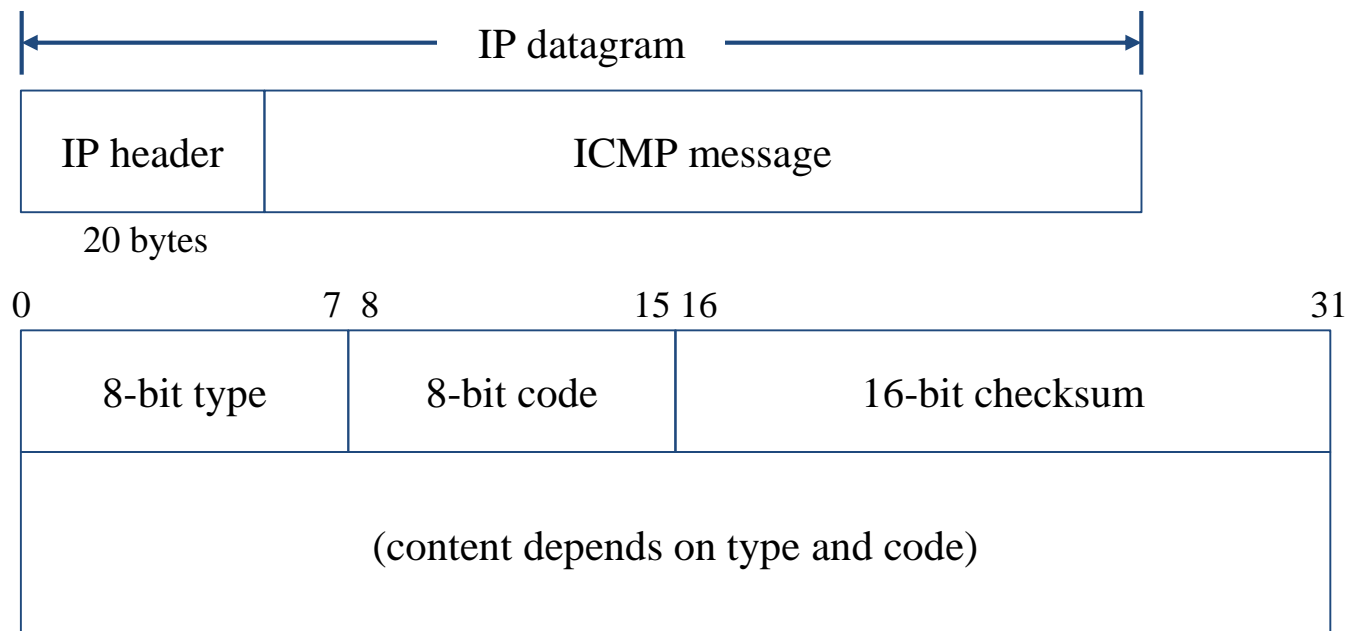 IP datagram
IP header ICMP message
20 bytes
0 7 8 15 16 31
8-bit type 8-bit code 16-bit checksum
(content depends on type and code)